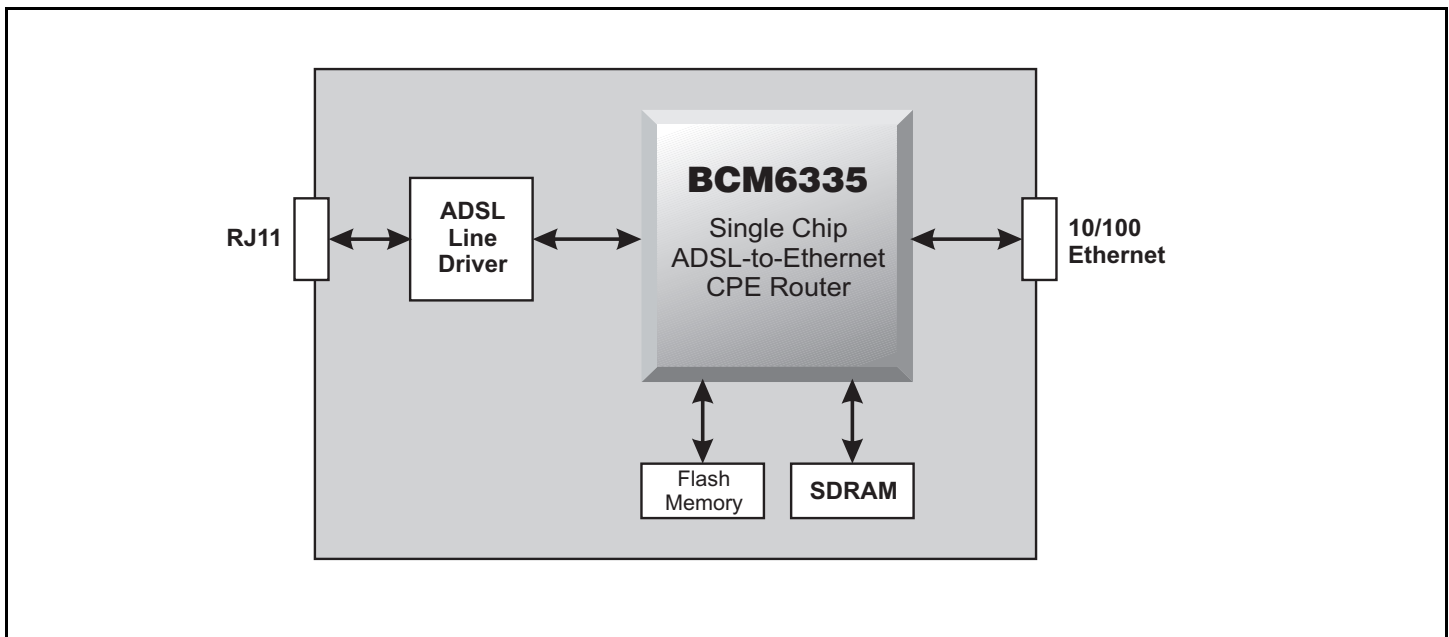 BCM6335
Single Chip
ADSL-to-Ethernet
CPE Router
RJ11
ADSL
Line
Driver
10/100
Ethernet
Flash
Memory
SDRAM